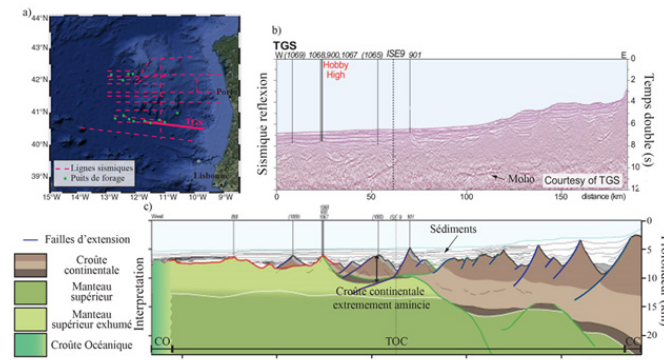 a)
44°N
43°N
42°N
41°N
40°N
39°N
Porto
TGS
Lisbonne
Lignes sismiques
Puits de forage
15°W 14°W 13°W 12°W 11°W 10°W 9°W
b)
TGS
W (1069) 1068,900,1067 (1065) ISE9 901 E
Hobby
High
Sismique reflexion
Temps double (s)
0
2
4
6
8
10
12
Moho
Courtesy of TGS
0 50 100 distance (km)
c)
West
Sédiments
Failles d'extension
Croûte
continentale
Manteau
supérieur
Manteau
supérieur exhumé
Croûte Océanique
Interpretation
Croûte continentale
extremement amincie
0
5
10
15
20
CO TOC CC